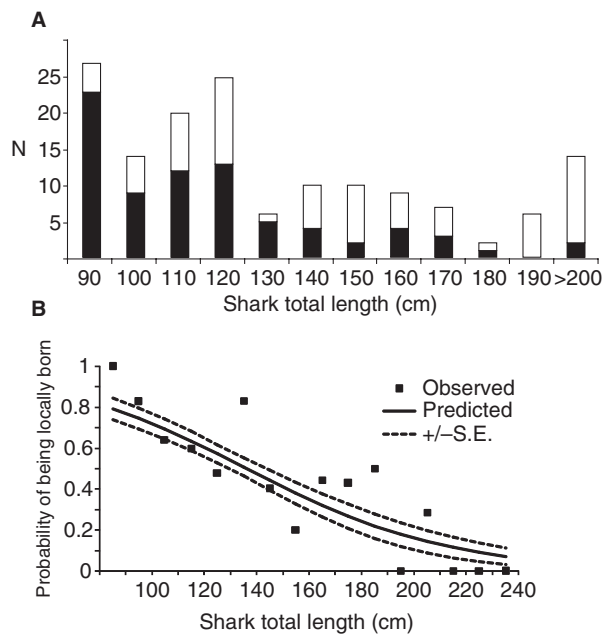 A
25
20
N
15
10
5
90 100 110 120 130 140 150 160 170 180 190 >200
Shark total length (cm)
B
Probability of being locally born
1
0.8
0.6
0.4
0.2
0
Observed
Predicted
+/–S.E.
100 120 140 160 180 200 220 240
Shark total length (cm)